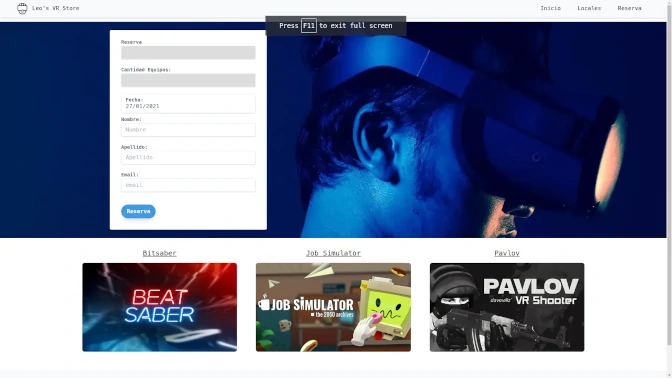 Leo's VR Store
Inicio
Locales
Reserva
Press F11 to exit full screen
Reserva
Cantidad Equipos:
Fecha:
27/01/2021
Nombre:
Nombre
Apellido:
Apellido
Email:
email
Reserva
Bitsaber
Job Simulator
Pavlov
BEAT
SABER
JOB SIMULATOR
the 2050 archives
PAVLOV
davevillz
VR Shooter